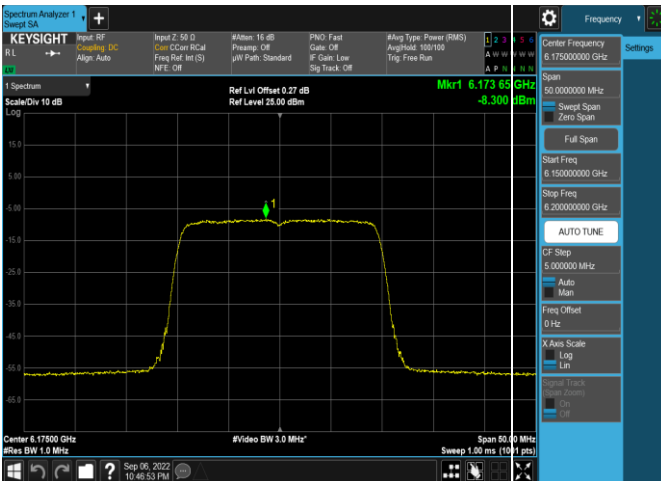 Spectrum Analyzer 1
Swept SA
+
Frequency
KEYSIGHT
R L
LW
Input: RF
Coupling: DC
Align: Auto
Input Z: 50 Ω
Corr CCorr RCal
Freq Ref: Int (S)
NFE: Off
#Atten: 16 dB
Preamp: Off
µW Path: Standard
PNO: Fast
Gate: Off
IF Gain: Low
Sig Track: Off
#Avg Type: Power (RMS)
Avg|Hold: 100/100
Trig: Free Run
1 2 3 4 5 6
A W W W W W
A P N N N N
1 Spectrum
Scale/Div 10 dB
Log
Ref Lvl Offset 0.27 dB
Ref Level 25.00 dBm
Mkr1 6.173 65 GHz
-8.300 dBm
15.0
5.00
-5.00
-15.0
-25.0
-35.0
-45.0
-55.0
-65.0
1
Center 6.17500 GHz
#Res BW 1.0 MHz
#Video BW 3.0 MHz*
Span 50.00 MHz
Sweep 1.00 ms (1001 pts)
Sep 06, 2022
10:46:53 PM
?
Center Frequency
6.175000000 GHz
Settings
Span
50.0000000 MHz
Swept Span
Zero Span
Full Span
Start Freq
6.150000000 GHz
Stop Freq
6.200000000 GHz
AUTO TUNE
CF Step
5.000000 MHz
Auto
Man
Freq Offset
0 Hz
X Axis Scale
Log
Lin
Signal Track
(Span Zoom)
On
Off